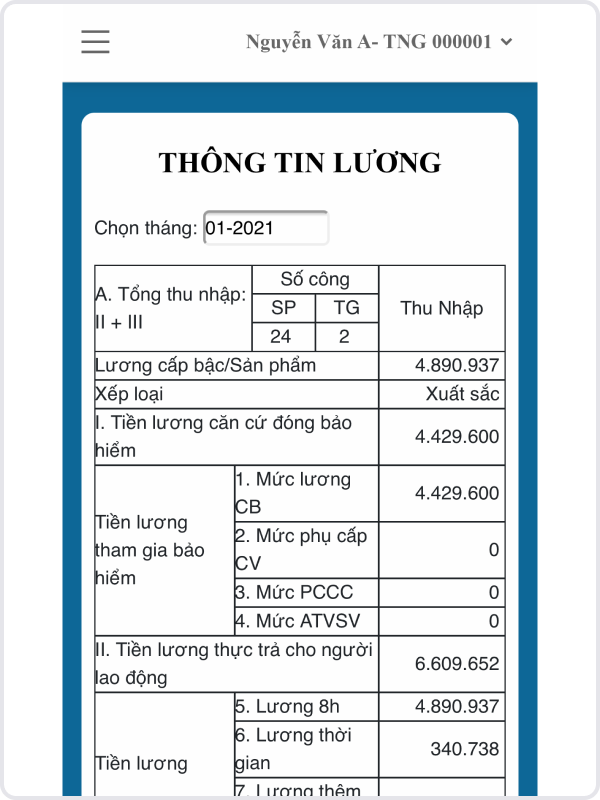 Nguyễn Văn A- TNG 000001
THÔNG TIN LƯƠNG
Chọn tháng: 01-2021
A. Tổng thu nhập:
II + III
Số công
SP
TG
24
2
Thu Nhập
Lương cấp bậc/Sản phẩm
4.890.937
Xếp loại
Xuất sắc
I. Tiền lương căn cứ đóng bảo
hiểm
4.429.600
Tiền lương
tham gia bảo
hiểm
1. Mức lương
CB
4.429.600
2. Mức phụ cấp
CV
0
3. Mức PCCC
0
4. Mức ATVSV
0
II. Tiền lương thực trả cho người
lao động
6.609.652
Tiền lương
5. Lương 8h
4.890.937
6. Lương thời
gian
340.738
7. Lương thêm